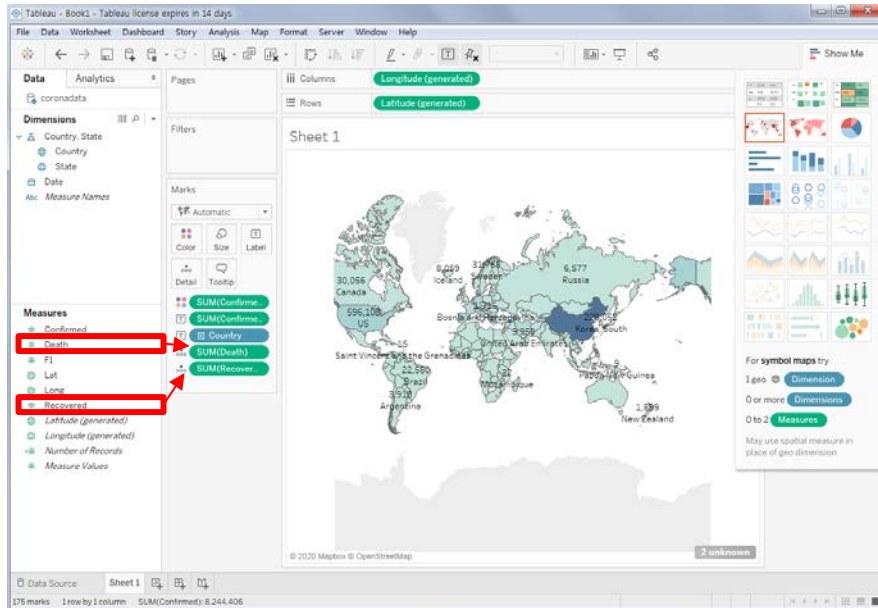 Tableau - Book1 - Tableau license expires in 14 days
File Data Worksheet Dashboard Story Analysis Map Format Server Window Help
Show Me
Data Analytics
Pages
Columns
Longitude (generated)
coronadata
Rows
Latitude (generated)
Dimensions
Filters
Sheet 1
Country, State
Country
State
Date
Abc Measure Names
Marks
Automatic
Color Size Label
Detail Tooltip
SUM(Confirme..
SUM(Confirme..
Country
SUM(Death)
SUM(Recover..
Measures
Confirmed
Death
F1
Lat
Long
Recovered
Latitude (generated)
Longitude (generated)
Number of Records
Measure Values
30,066
Canada
Iceland
Sweden
6,577
Russia
US
Korea, South
United Arab Emirates
15
Saint Vincent and the Grenadines
22,560
Brazil
Mozambique
Papua New Guinea
Argentina
New Zealand
© 2020 Mapbox © OpenStreetMap
2 unknown
For symbol maps try
1 geo Dimension
0 or more Dimensions
0 to 2 Measures
May use spatial measure in
place of geo dimension
Data Source Sheet 1
175 marks 1 row by 1 column SUM(Confirmed): 8,244,406